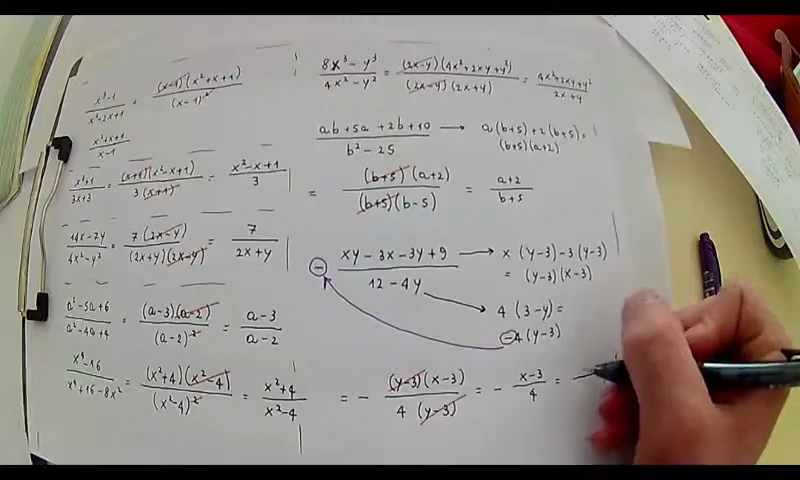 (x³-1)/(x²-2x+1) = (x-1)(x²+x+1)/(x-1)²
(x²+x+1)/(x-1)
(x³+1)/(3x+3) = (x+1)(x²-x+1)/3(x+1) = (x²-x+1)/3
(14x-7y)/(4x²-y²) = 7(2x-y)/(2x+y)(2x-y) = 7/(2x+y)
(a²-5a+6)/(a²-4a+4) = (a-3)(a-2)/(a-2)² = (a-3)/(a-2)
(x⁴-16)/(x⁴+16-8x²) = (x²+4)(x²-4)/(x²-4)² = (x²+4)/(x²-4)
(8x³-y³)/(4x²-y²) = (2x-y)(4x²+2xy+y²)/(2x-y)(2x+y) = (4x²+2xy+y²)/(2x+y)
(ab+5a+2b+10)/(b²-25) → a(b+5)+2(b+5)=
(b+5)(a+2)
= (b+5)(a+2)/(b+5)(b-5) = (a+2)/(b+5)
- (xy-3x-3y+9)/(12-4y) → x(y-3)-3(y-3)
= (y-3)(x-3)
4(3-y)=
-4(y-3)
= - (y-3)(x-3)/4(y-3) = - (x-3)/4 =